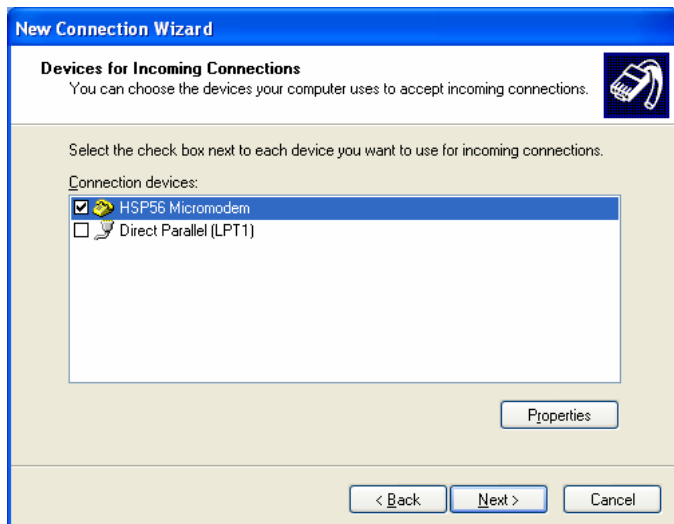 New Connection Wizard
Devices for Incoming Connections
You can choose the devices your computer uses to accept incoming connections.
Select the check box next to each device you want to use for incoming connections.
Connection devices:
HSP56 Micromodem
Direct Parallel (LPT1)
Properties
< Back Next > Cancel